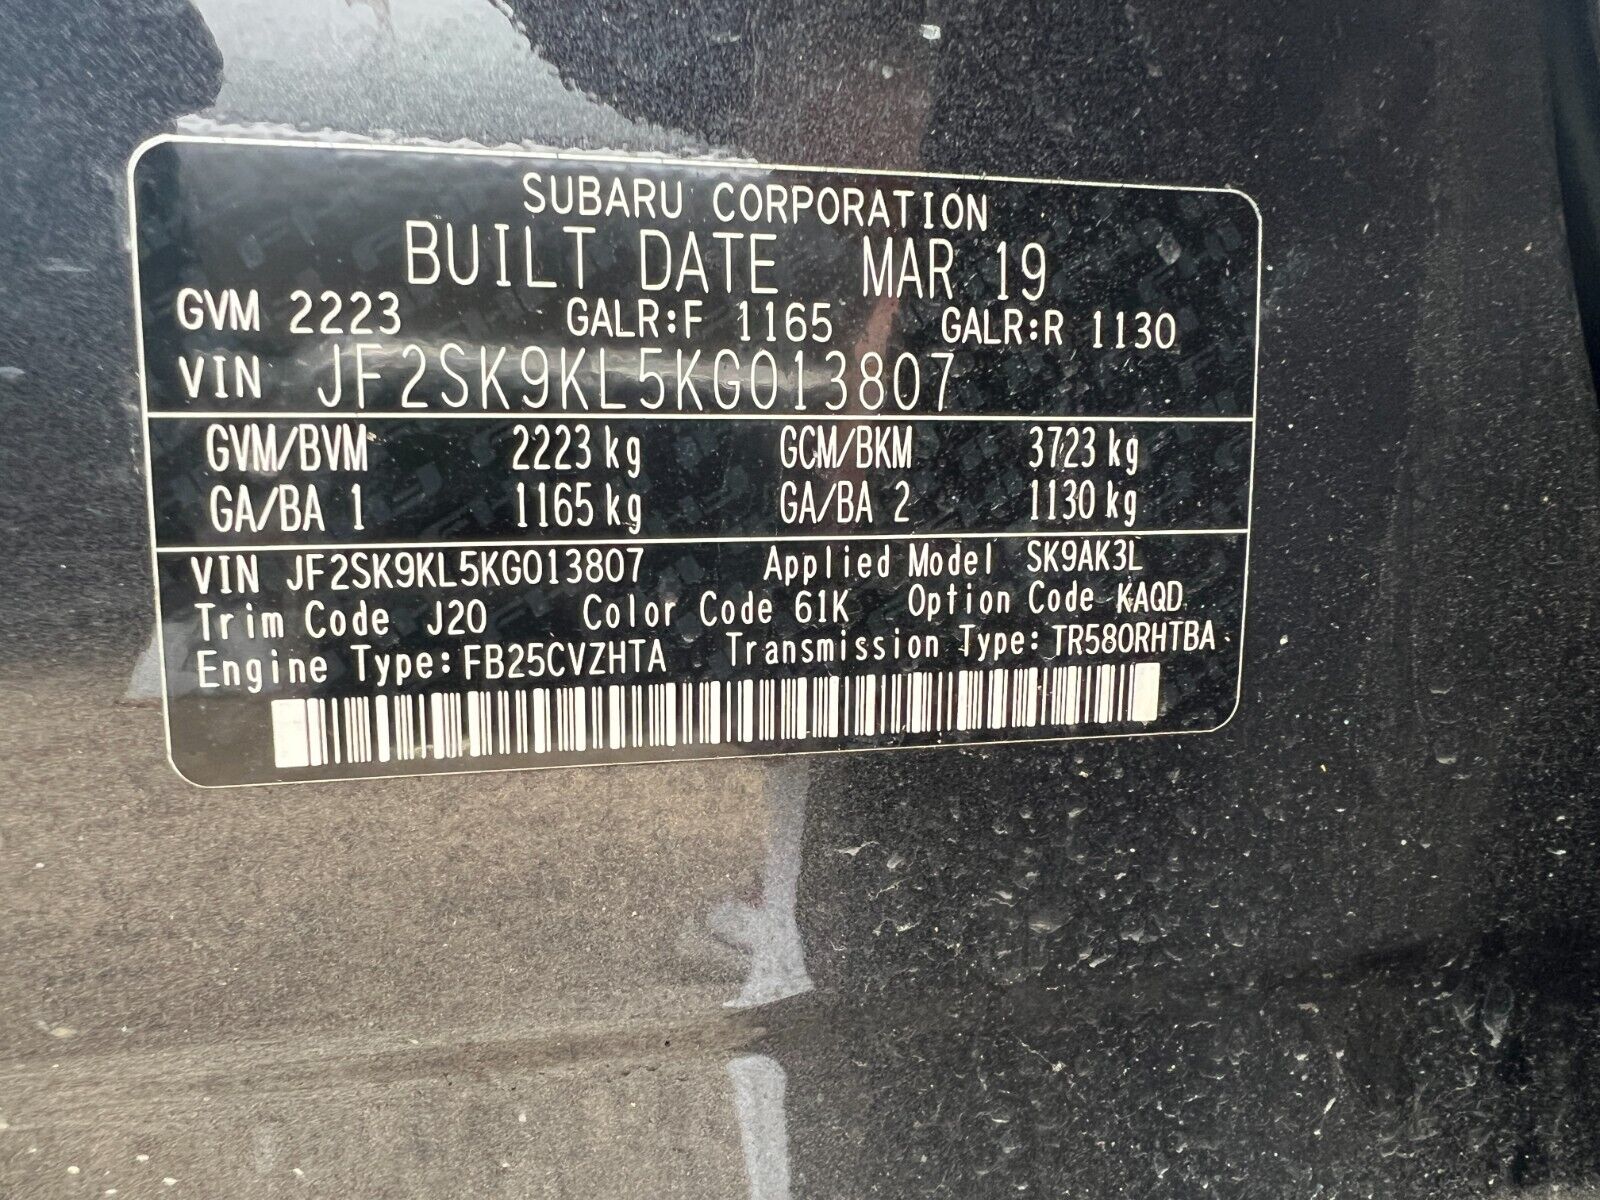 SUBARU CORPORATION
BUILT DATE MAR 19
GVM 2223 GALR:F 1165 GALR:R 1130
VIN JF2SK9KL5KG013807
GVM/BVM 2223 kg GCM/BKM 3723 kg
GA/BA 1 1165 kg GA/BA 2 1130 kg
VIN JF2SK9KL5KG013807 Applied Model SK9AK3L
Trim Code J20 Color Code 61K Option Code KAQD
Engine Type: FB25CVZHTA Transmission Type: TR580RHTBA